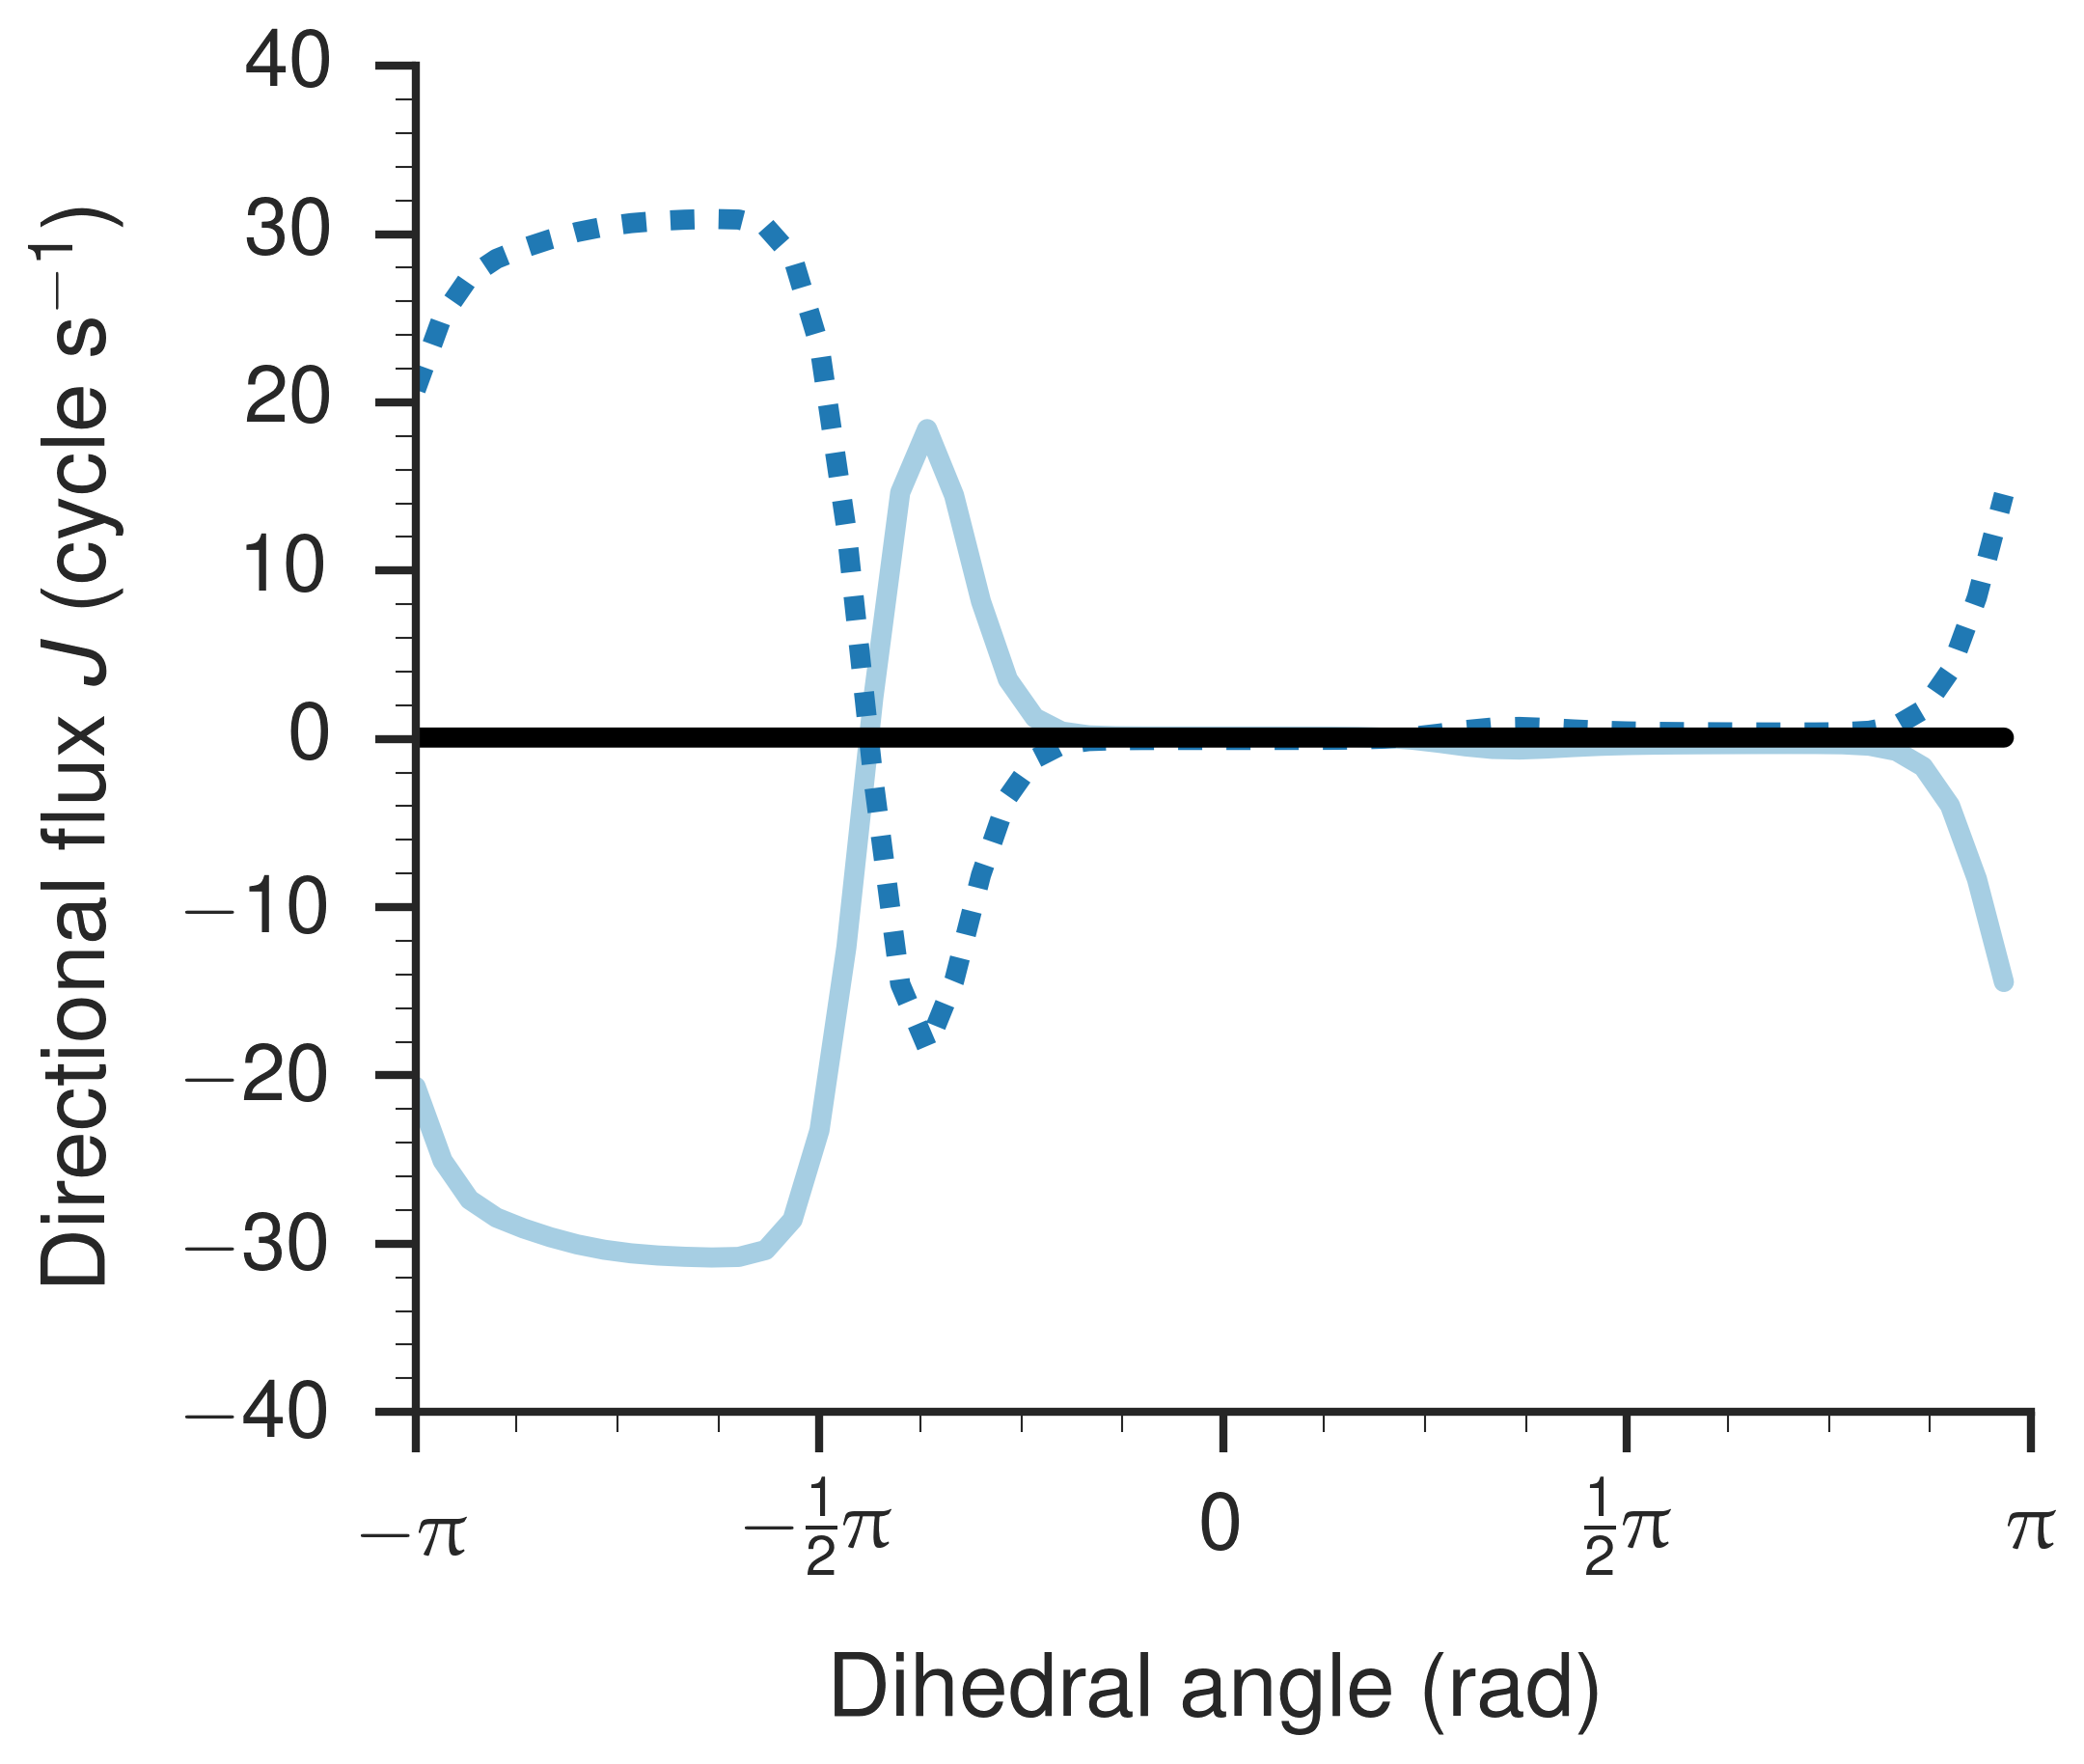 Directional flux J (cycle s⁻¹)
40
30
20
10
0
−10
−20
−30
−40
−π
−½π
0
½π
π
Dihedral angle (rad)